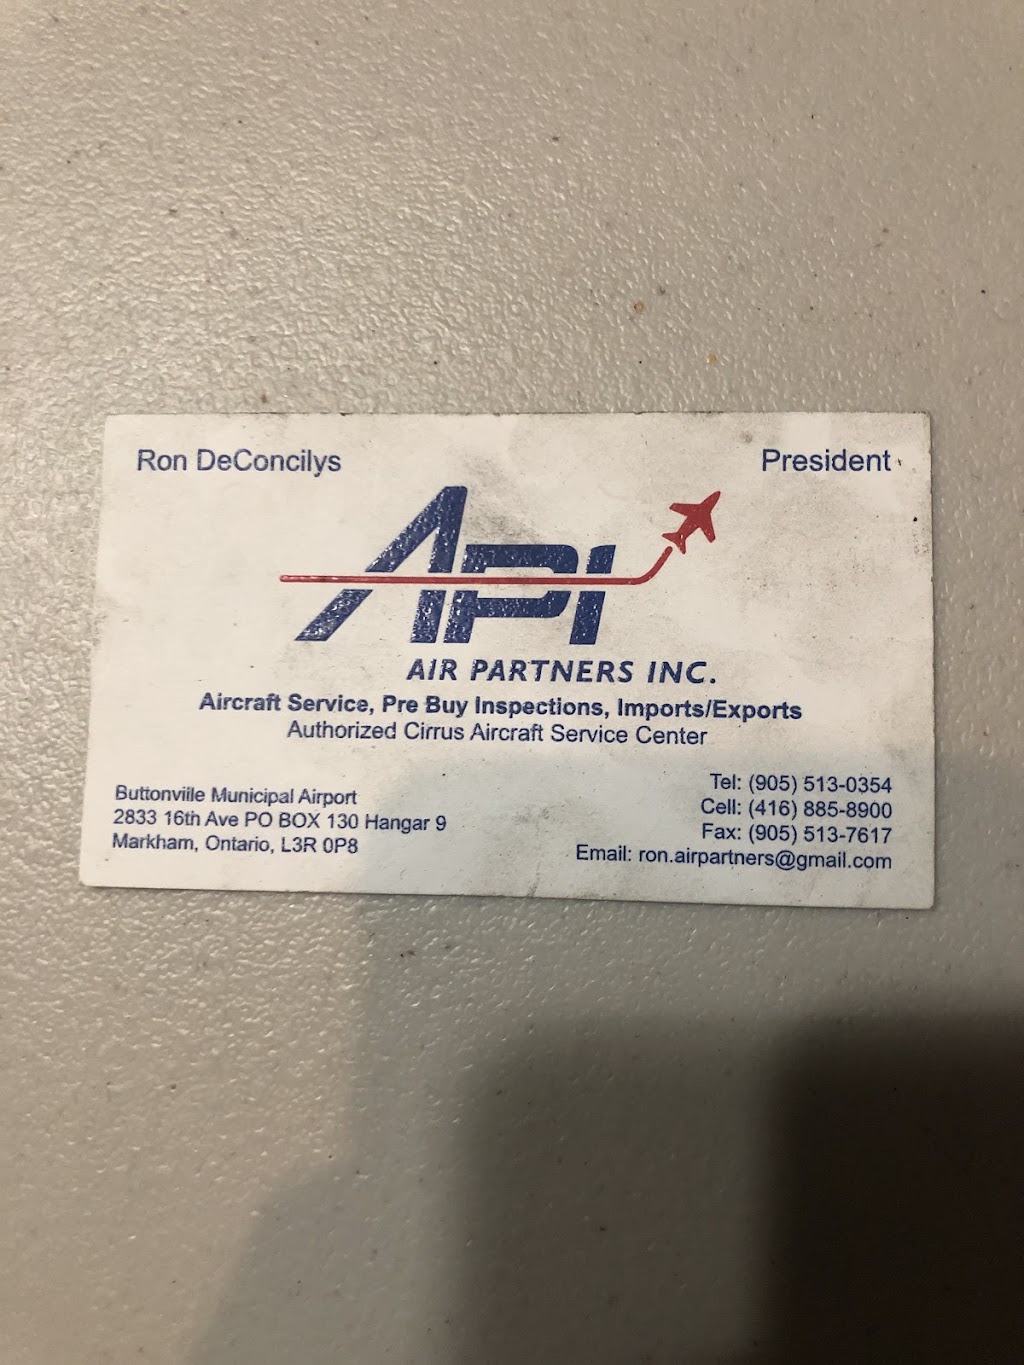 Ron DeConcilys
President
API
AIR PARTNERS INC.
Aircraft Service, Pre Buy Inspections, Imports/Exports
Authorized Cirrus Aircraft Service Center
Buttonville Municipal Airport
2833 16th Ave PO BOX 130 Hangar 9
Markham, Ontario, L3R 0P8
Tel: (905) 513-0354
Cell: (416) 885-8900
Fax: (905) 513-7617
Email: ron.airpartners@gmail.com